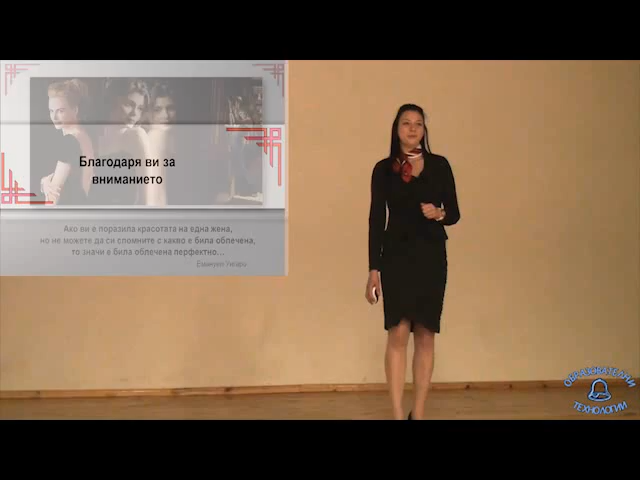 Благодаря ви за
вниманието
Ако ви е поразила красотата на една жена,
но не можете да си спомните с какво е била облечена,
то значи е била облечена перфектно...
Емануел Унгаро
ОБРАЗОВАТЕЛНИ
ТЕХНОЛОГИИ